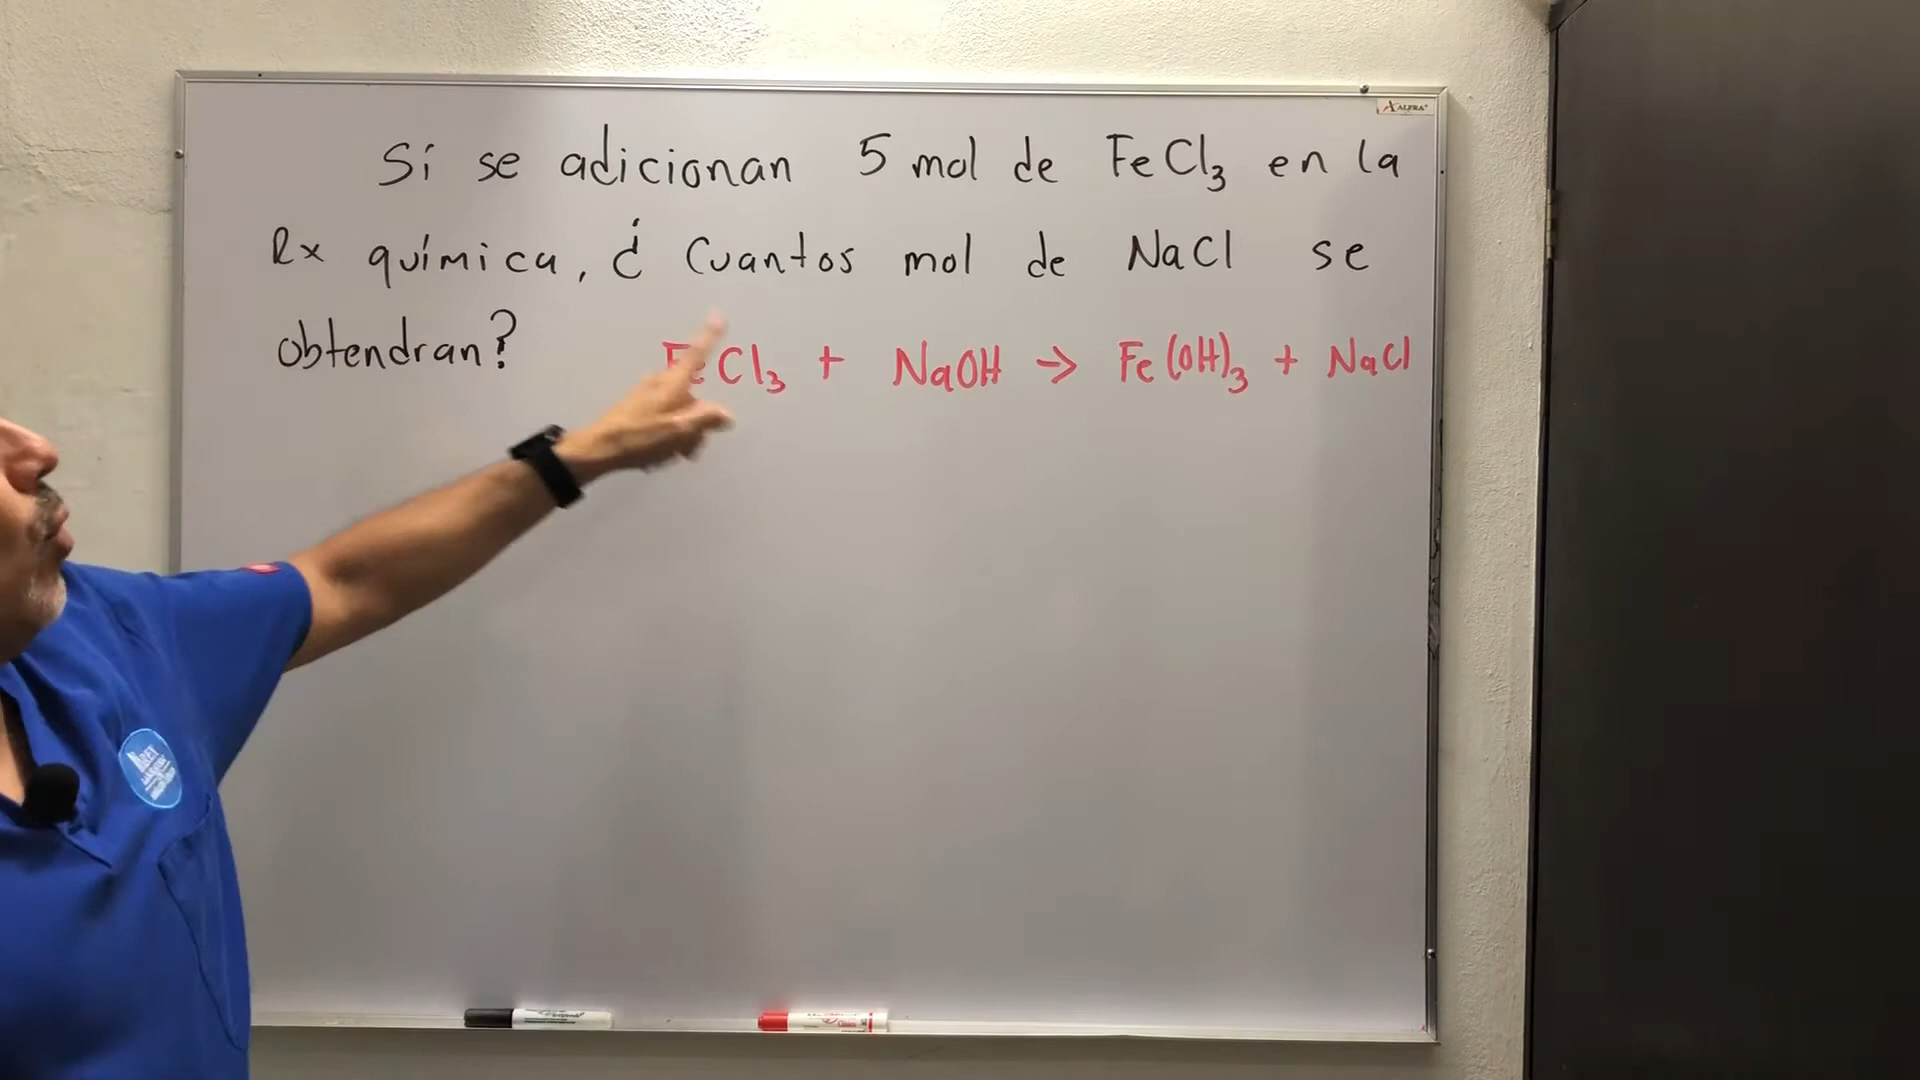 Si se adicionan 5 mol de FeCl₃ en la
Rx química, ¿Cuantos mol de NaCl se
obtendran?
FeCl₃ + NaOH → Fe(OH)₃ + NaCl
ALFRA